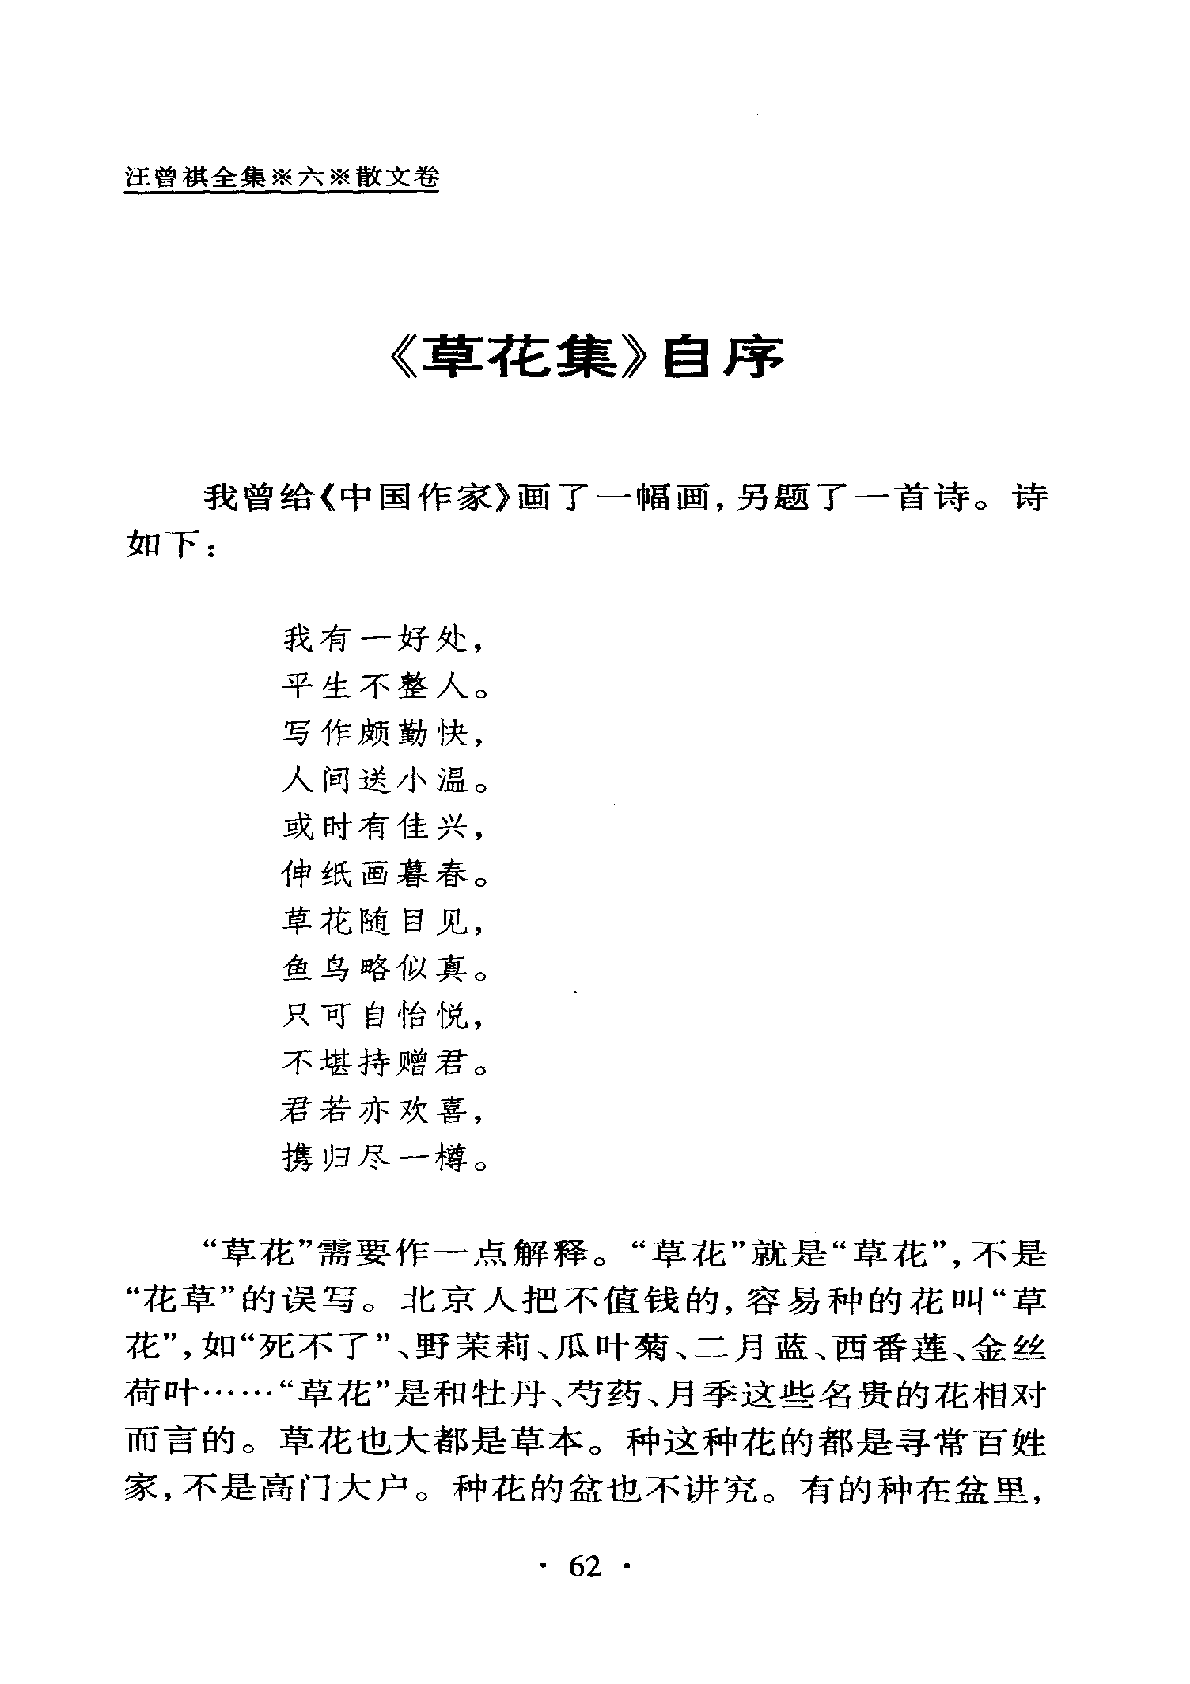 汪曾祺全集※六※散文卷
《草花集》自序
我曾给《中国作家》画了一幅画，另题了一首诗。诗
如下：
我有一好处，
平生不整人。
写作颇勤快，
人间送小温。
或时有佳兴，
伸纸画暮春。
草花随目见，
鱼鸟略似真。
只可自怡悦，
不堪持赠君。
君若亦欢喜，
携归尽一樽。
“草花”需要作一点解释。“草花”就是“草花”，不是
“花草”的误写。北京人把不值钱的，容易种的花叫“草
花”，如“死不了”、野茉莉、瓜叶菊、二月蓝、西番莲、金丝
荷叶……“草花”是和牡丹、芍药、月季这些名贵的花相对
而言的。草花也大都是草本。种这种花的都是寻常百姓
家，不是高门大户。种花的盆也不讲究。有的种在盆里，
· 62 ·